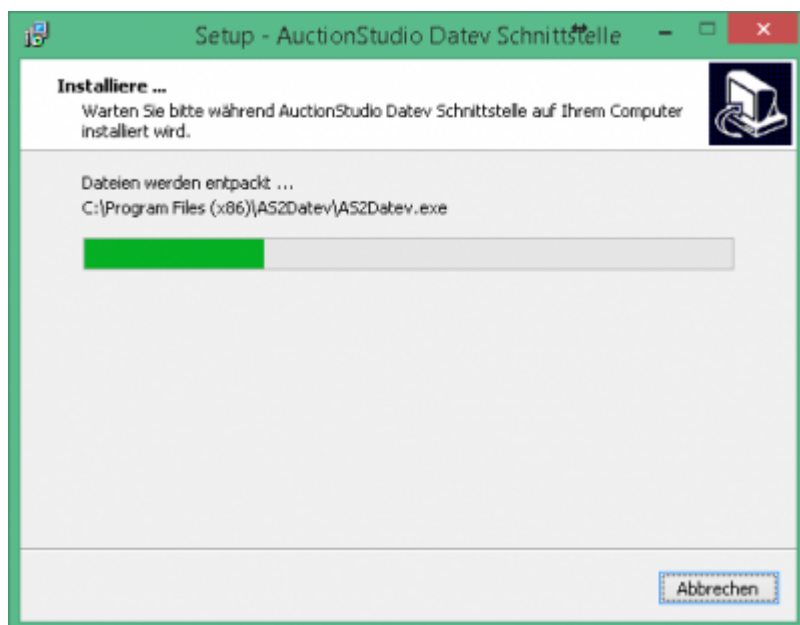 Setup - AuctionStudio Datev Schnittstelle
Installiere ...
Warten Sie bitte während AuctionStudio Datev Schnittstelle auf Ihrem Computer
installiert wird.
Dateien werden entpackt ...
C:\Program Files (x86)\AS2Datev\AS2Datev.exe
Abbrechen